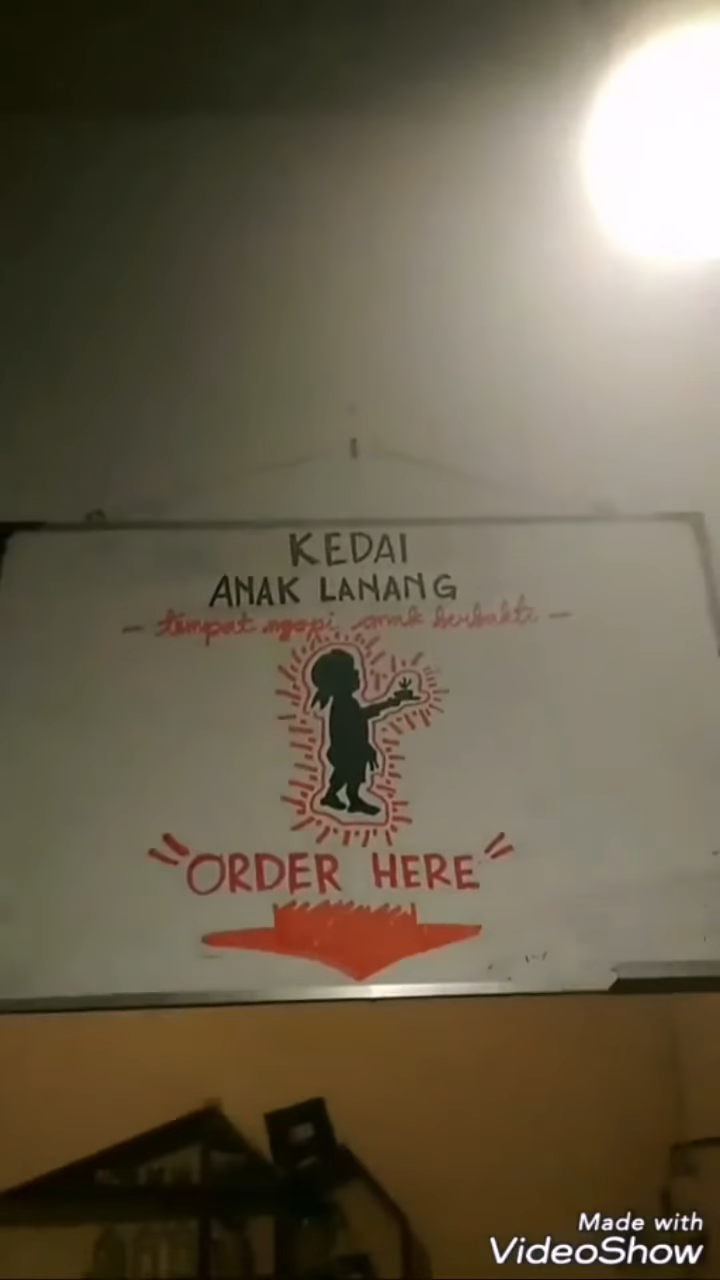 KEDAI
ANAK LANANG
— tempat ngopi anak berbakti —
"ORDER HERE"
Made with
VideoShow